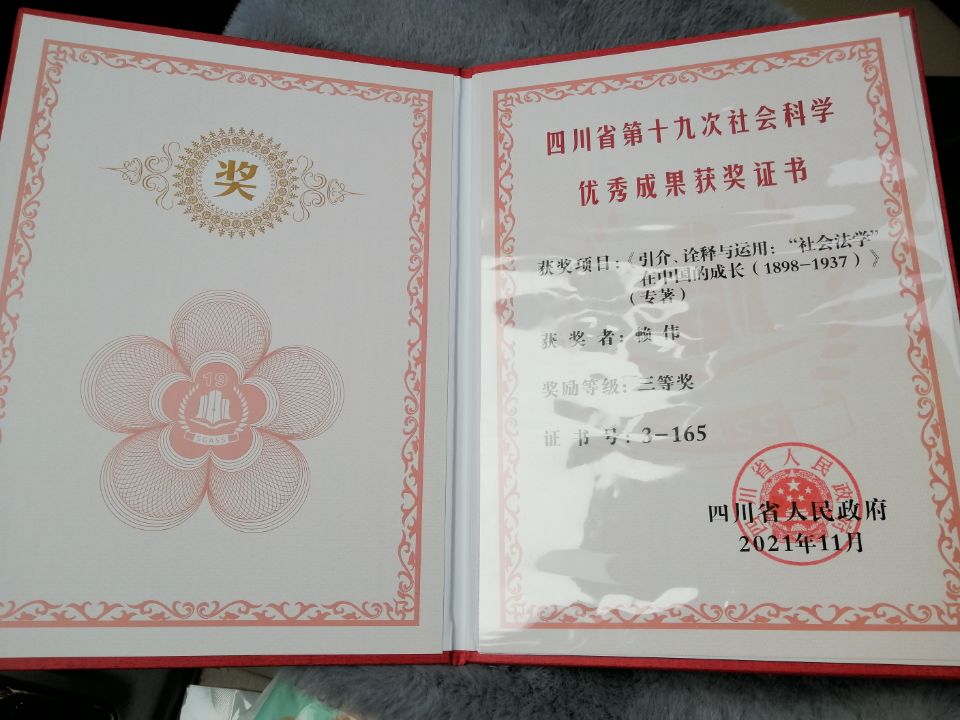 奖
19
SCASS
四川省第十九次社会科学
优秀成果获奖证书
获奖项目：《引介、诠释与运用：“社会法学”
在中国的成长（1898-1937）》
（专著）
获 奖 者：赖 伟
奖励等级：三等奖
证 书 号：3-165
四川省人民政府
四川省人民政府
2021年11月